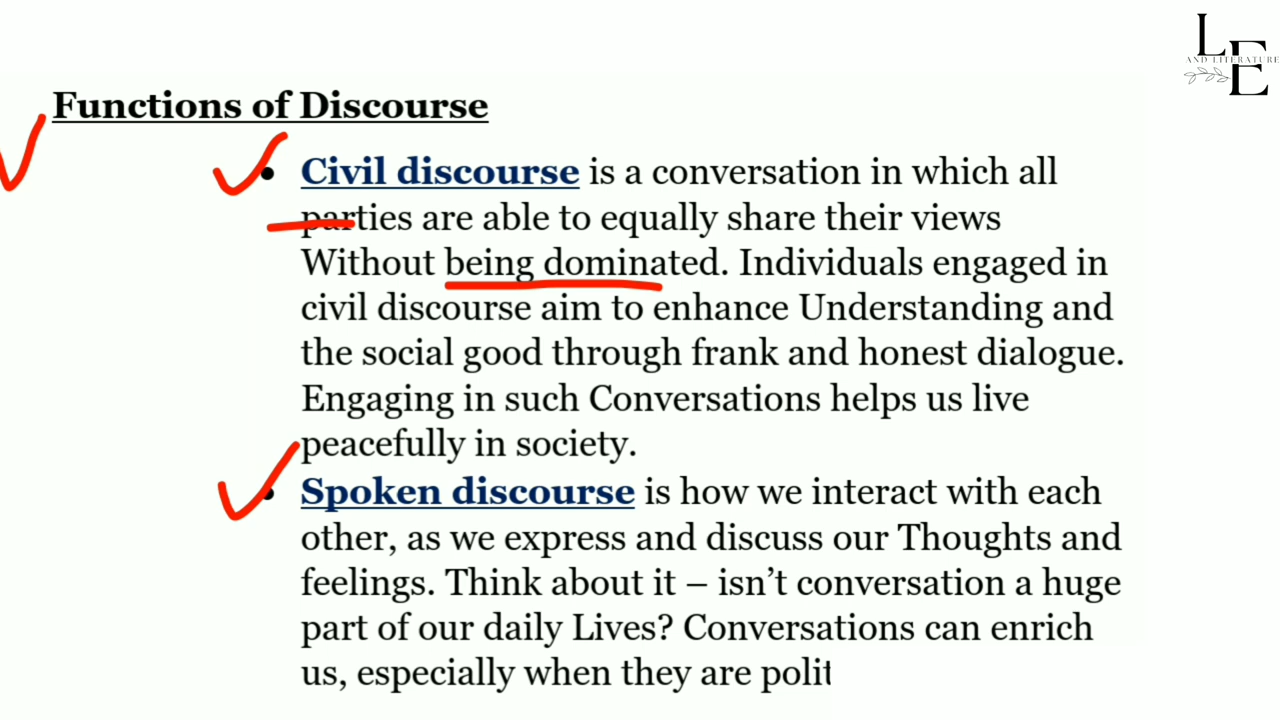 L
AND LITERATURE
E
Functions of Discourse
• Civil discourse is a conversation in which all
parties are able to equally share their views
Without being dominated. Individuals engaged in
civil discourse aim to enhance Understanding and
the social good through frank and honest dialogue.
Engaging in such Conversations helps us live
peacefully in society.
• Spoken discourse is how we interact with each
other, as we express and discuss our Thoughts and
feelings. Think about it – isn’t conversation a huge
part of our daily Lives? Conversations can enrich
us, especially when they are polit